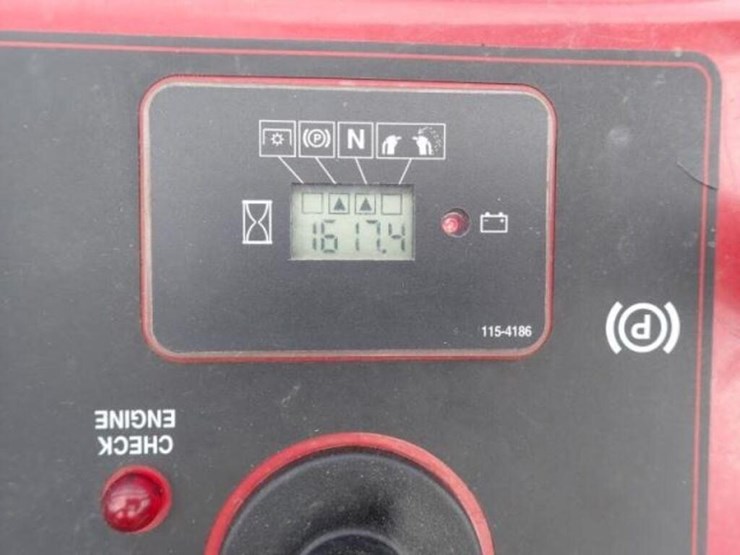 (P) N
1617.4
115-4186
(P)
CHECK
ENGINE